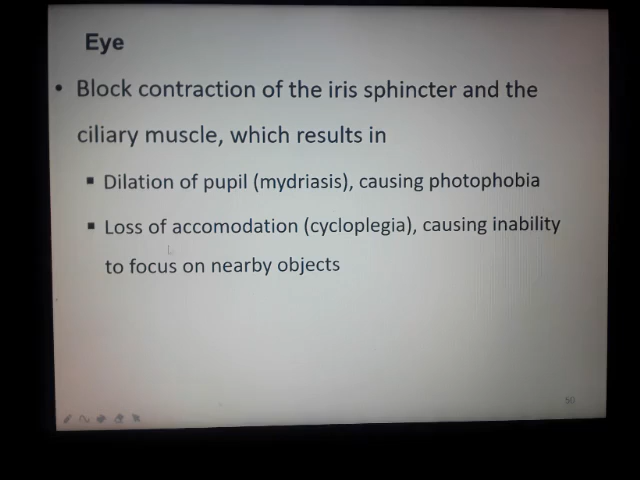 Eye
• Block contraction of the iris sphincter and the
ciliary muscle, which results in
▪ Dilation of pupil (mydriasis), causing photophobia
▪ Loss of accomodation (cycloplegia), causing inability
to focus on nearby objects
50